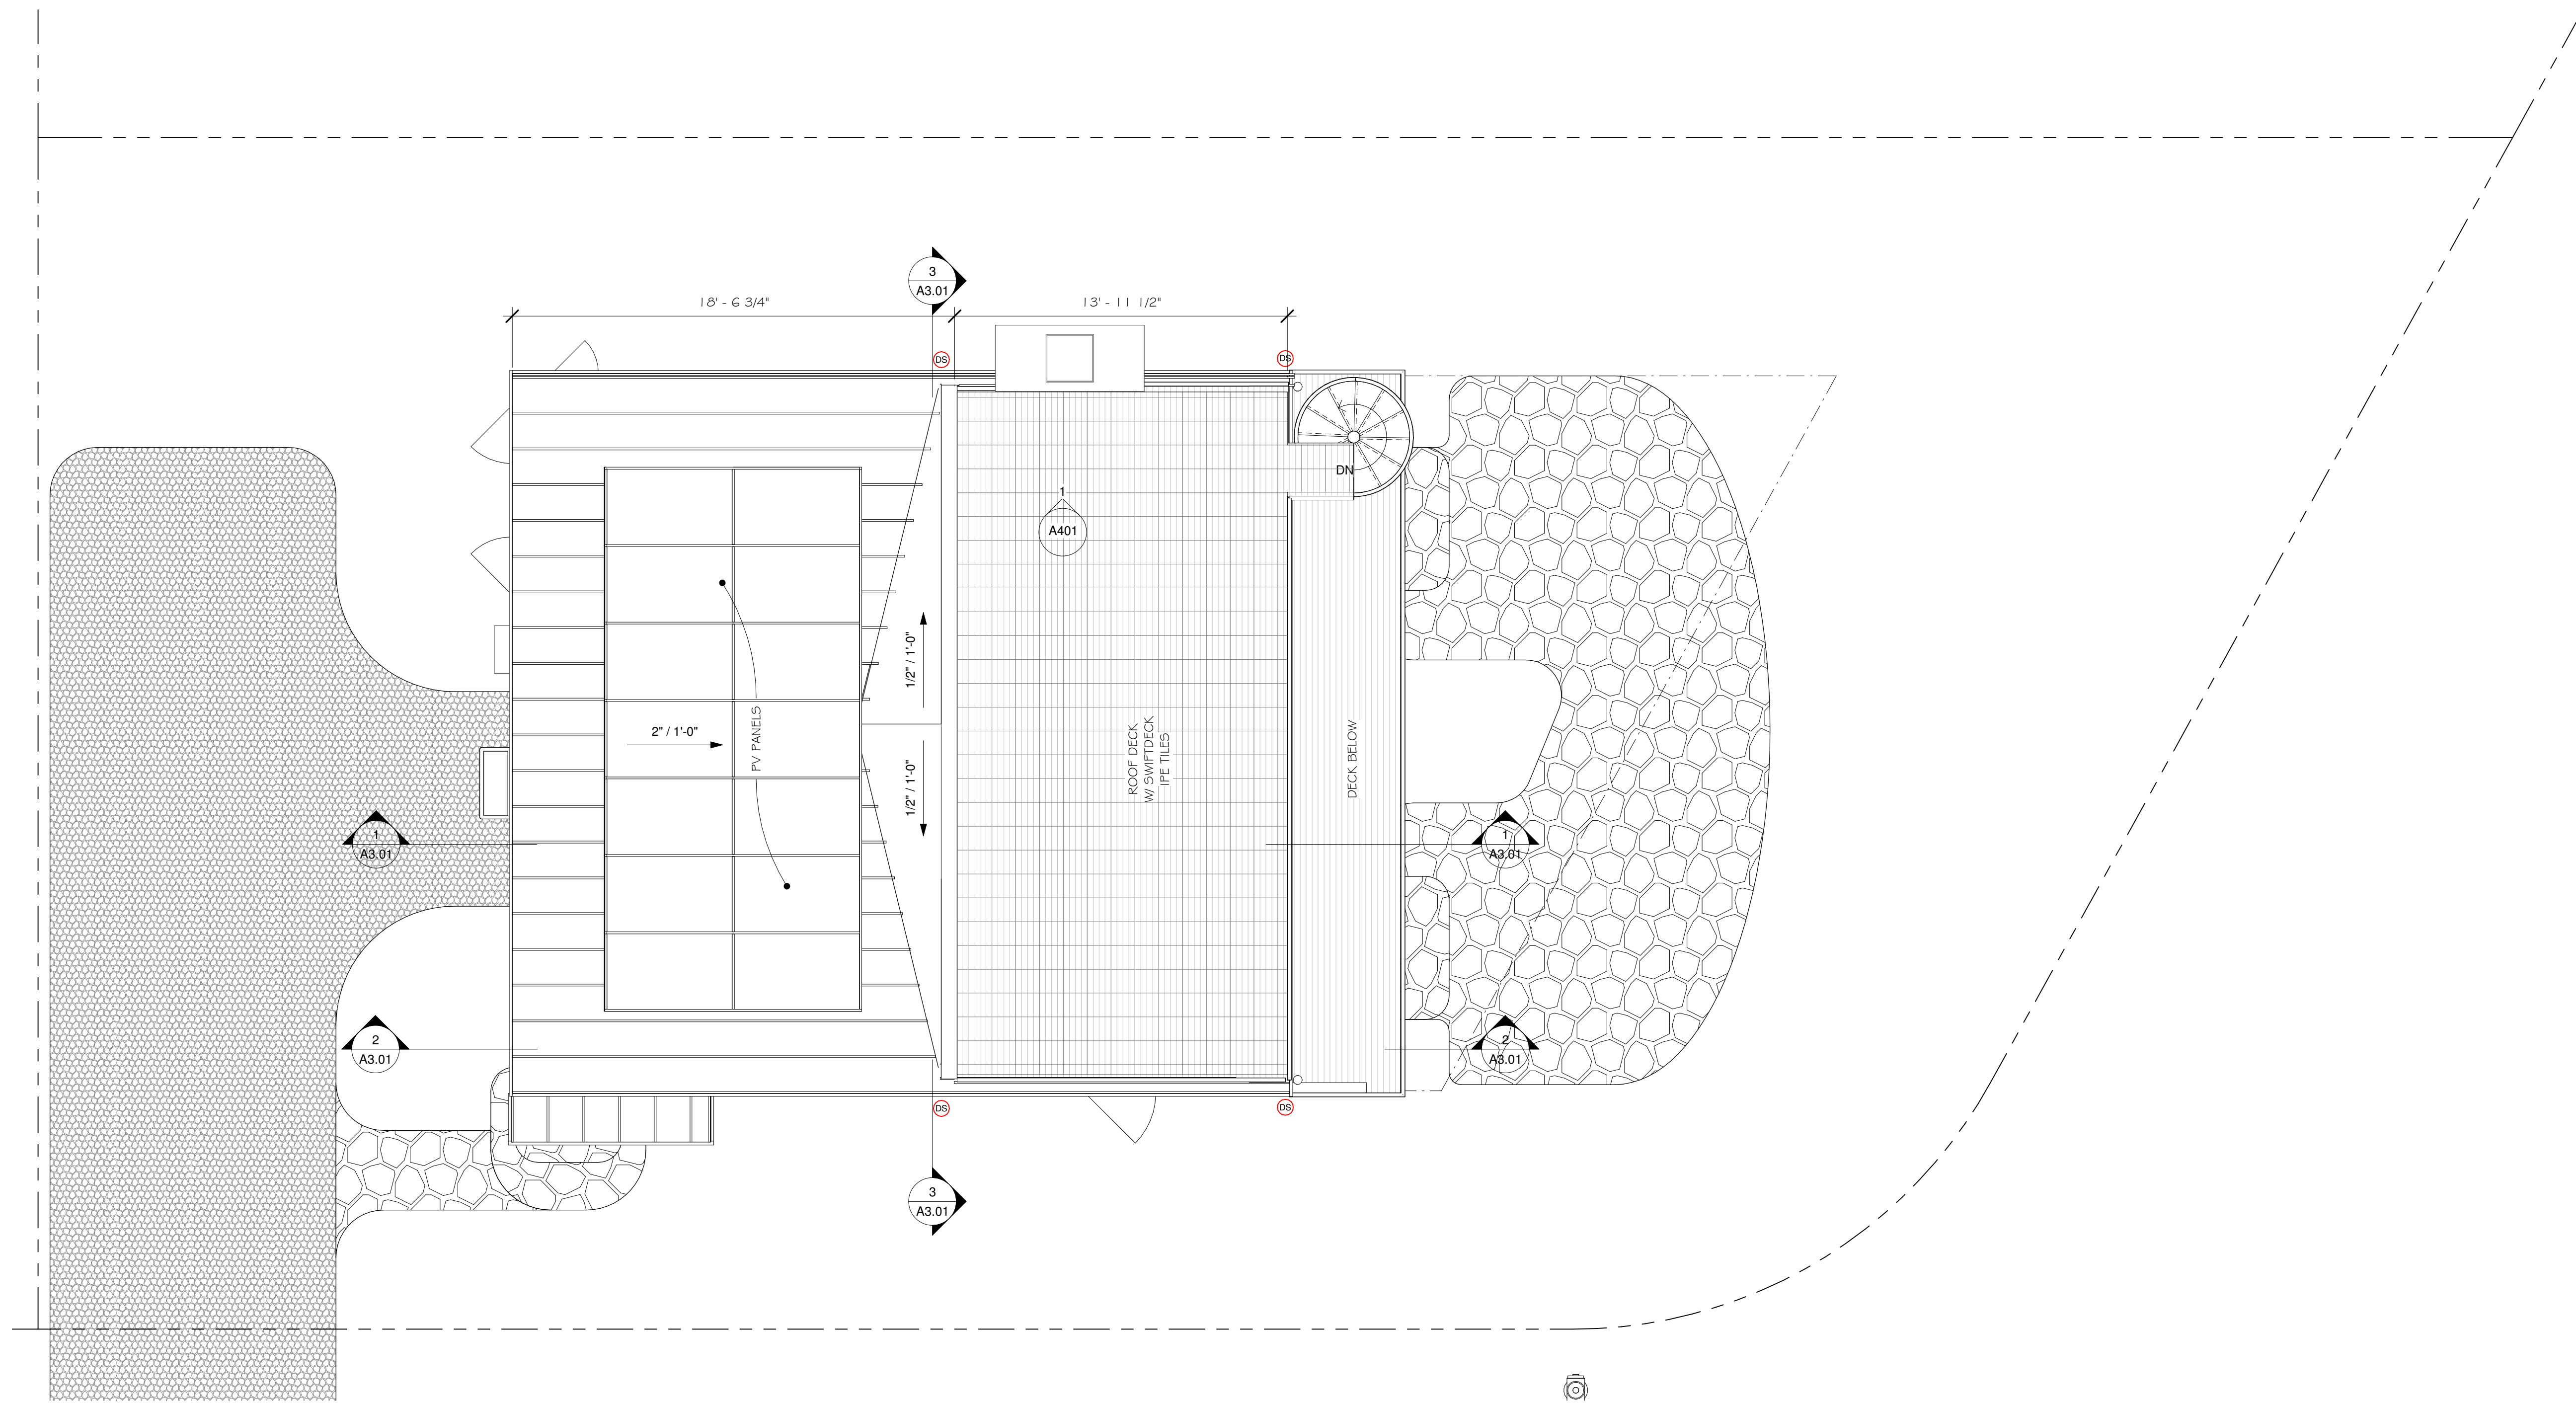 3
A3.01
18' - 6 3/4"
13' - 11 1/2"
DS
DS
DN
1
A401
1/2" / 1'-0"
2" / 1'-0"
PV PANELS
1/2" / 1'-0"
ROOF DECK
W/ SWIFTDECK
IPE TILES
DECK BELOW
1
A3.01
1
A3.01
2
A3.01
2
A3.01
DS
DS
3
A3.01